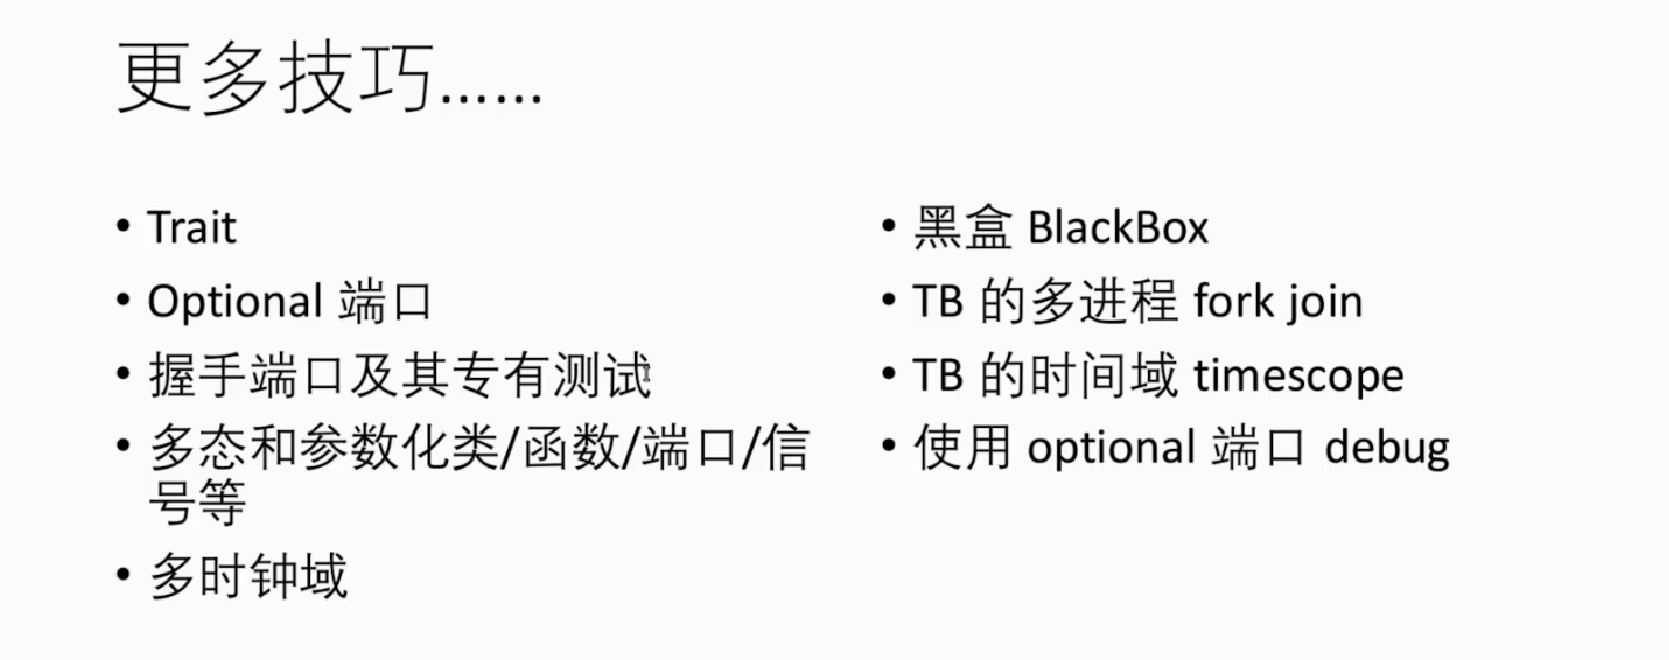 更多技巧……
• Trait
• Optional 端口
• 握手端口及其专有测试
• 多态和参数化类/函数/端口/信
号等
• 多时钟域
• 黑盒 BlackBox
• TB 的多进程 fork join
• TB 的时间域 timescope
• 使用 optional 端口 debug